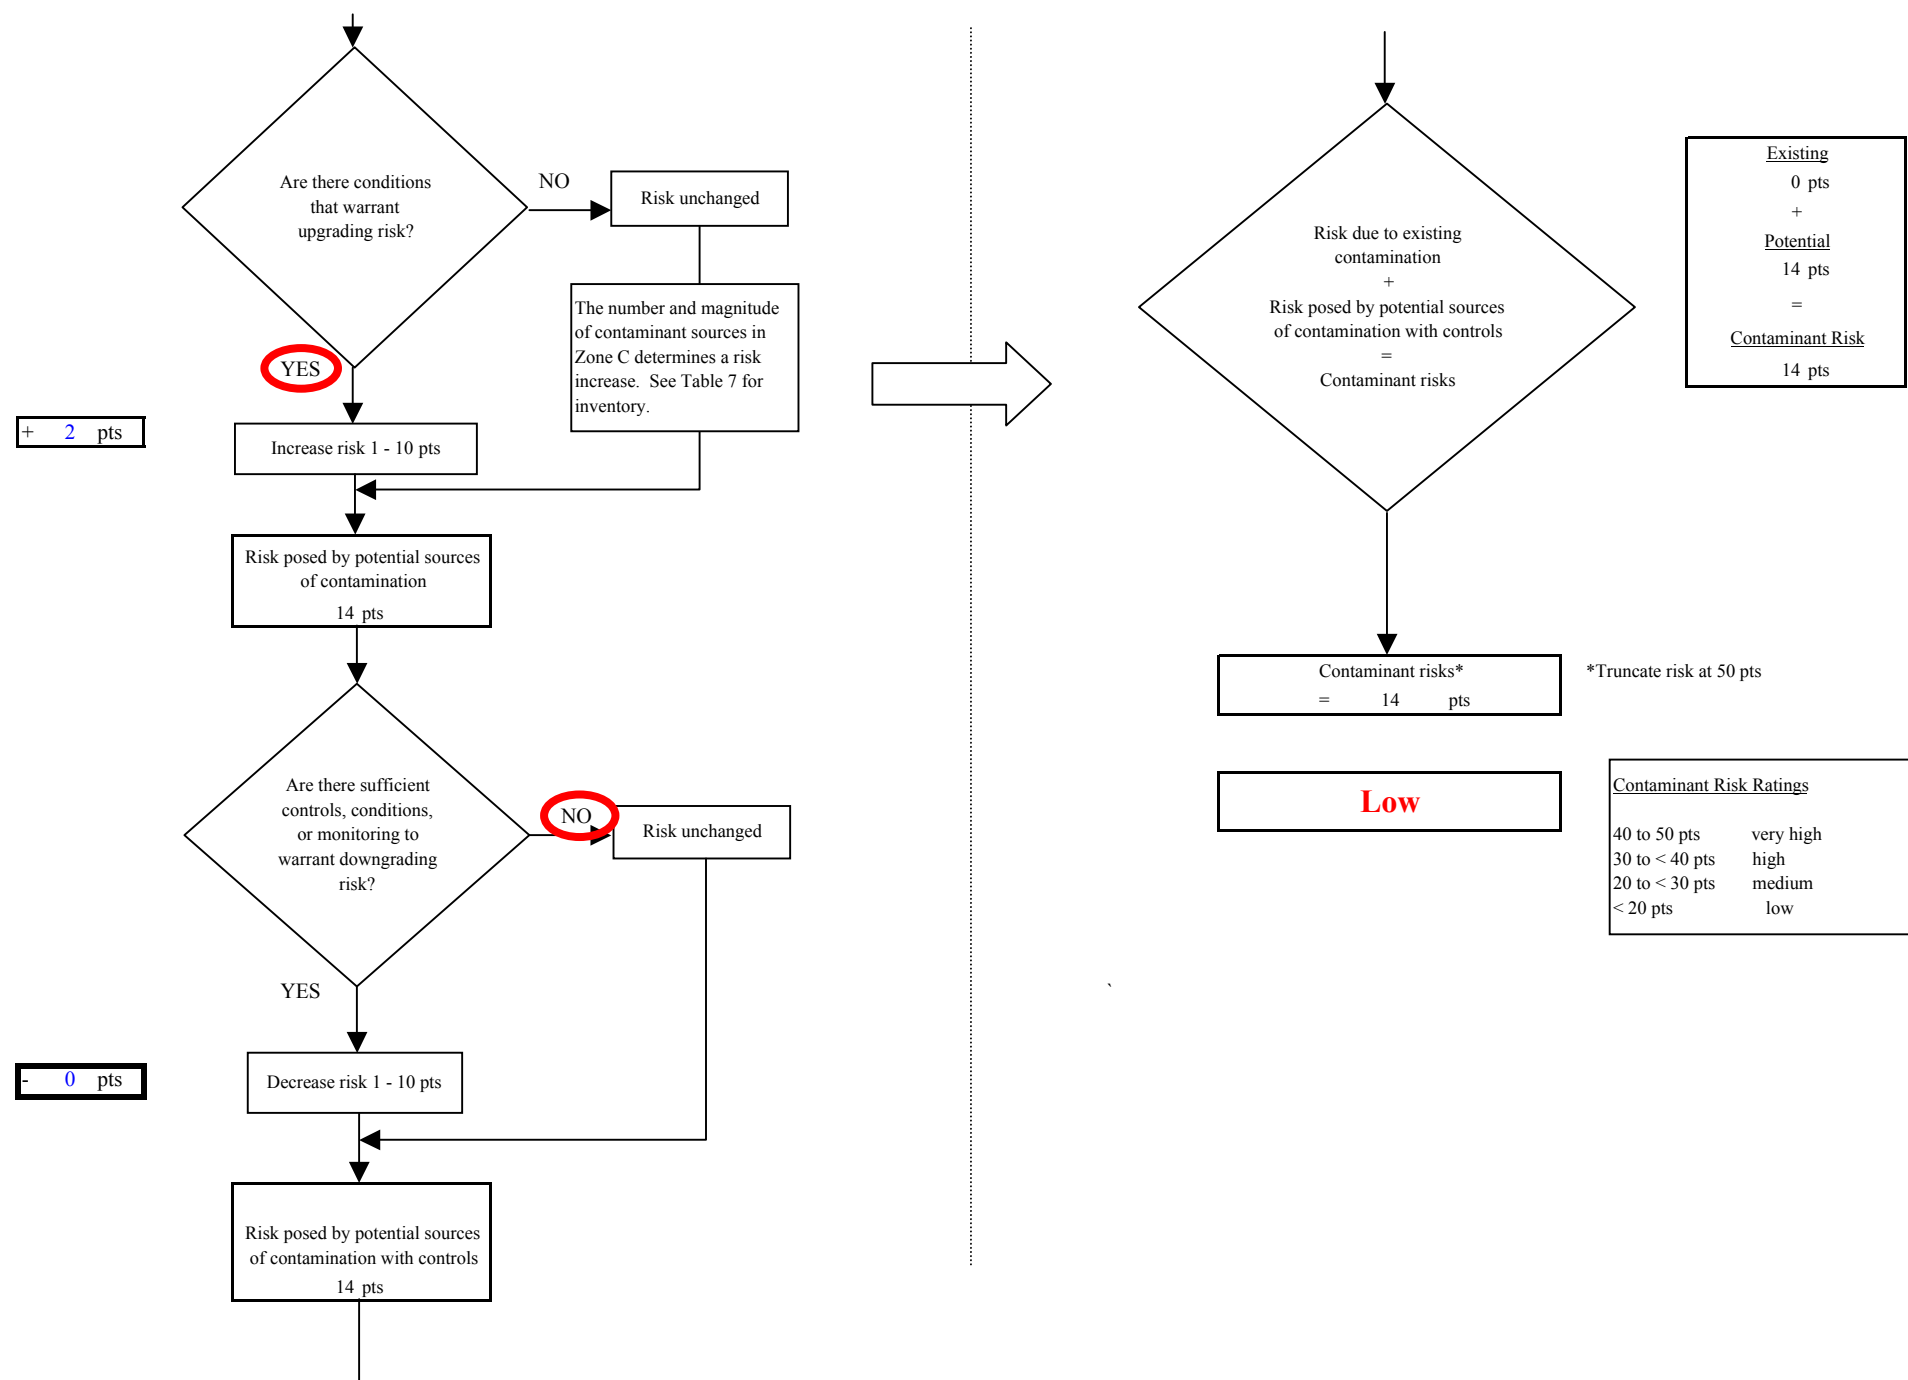 Are there conditions
that warrant
upgrading risk?
NO
Risk unchanged
The number and magnitude
of contaminant sources in
Zone C determines a risk
increase.  See Table 7 for
inventory.
YES
+ 2 pts
Increase risk 1 - 10 pts
Risk posed by potential sources
of contamination
14 pts
Are there sufficient
controls, conditions,
or monitoring to
warrant downgrading
risk?
NO
Risk unchanged
YES
- 0 pts
Decrease risk 1 - 10 pts
Risk posed by potential sources
of contamination with controls
14 pts
Risk due to existing
contamination
+
Risk posed by potential sources
of contamination with controls
=
Contaminant risks
Existing
0 pts
+
Potential
14 pts
=
Contaminant Risk
14 pts
Contaminant risks*
= 14 pts
*Truncate risk at 50 pts
Low
Contaminant Risk Ratings
40 to 50 pts very high
30 to < 40 pts high
20 to < 30 pts medium
< 20 pts low
`